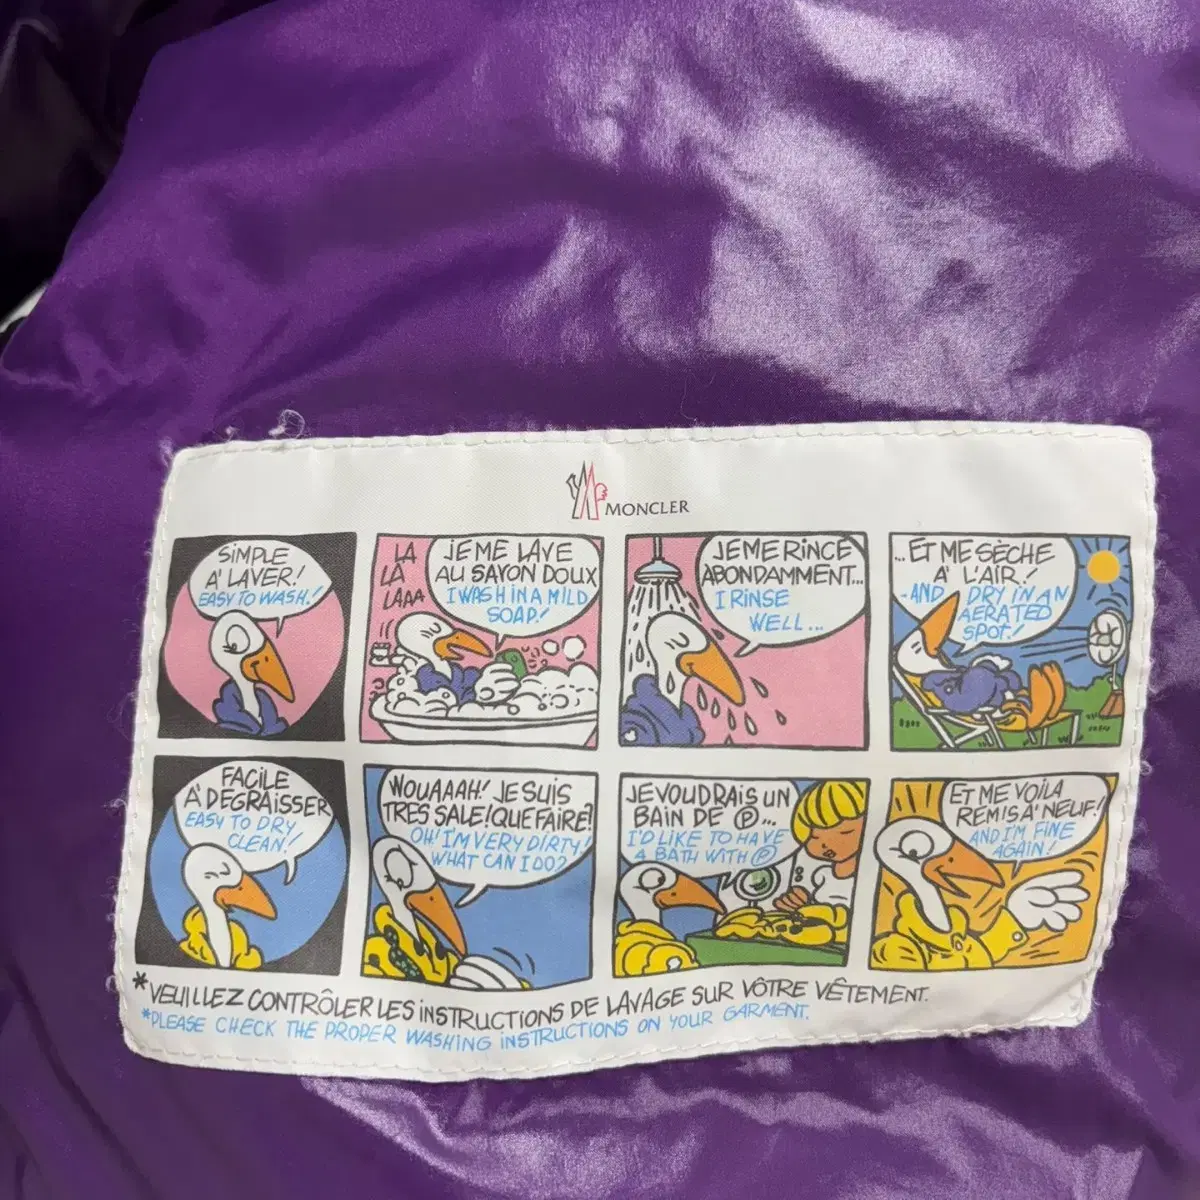 MONCLER
SIMPLE
A' LAVER!
EASY TO WASH!
LA
LÀ
LAAA
JE ME LAVE
AU SAVON DOUX
I WASH IN A MILD
SOAP!
JE ME RINCE
ABONDAMMENT...
I RINSE
WELL...
...ET ME SÈCHE
A' L'AIR!
-AND DRY IN AN
AERATED
SPOT!
FACILE
A' DEGRAISSER
EASY TO DRY
CLEAN!
WOUAAAH! JE SUIS
TRES SALE! QUE FAIRE?
OH! I'M VERY DIRTY!
WHAT CAN I DO?
JE VOUDRAIS UN
BAIN DE Ⓟ...
I'D LIKE TO HAVE
A BATH WITH Ⓟ
ET ME VOILA
REMIS A' NEUF!
AND I'M FINE
AGAIN!
*VEUILLEZ CONTRÔLER LES INSTRUCTIONS DE LAVAGE SUR VÔTRE VÊTEMENT.
*PLEASE CHECK THE PROPER WASHING INSTRUCTIONS ON YOUR GARMENT.